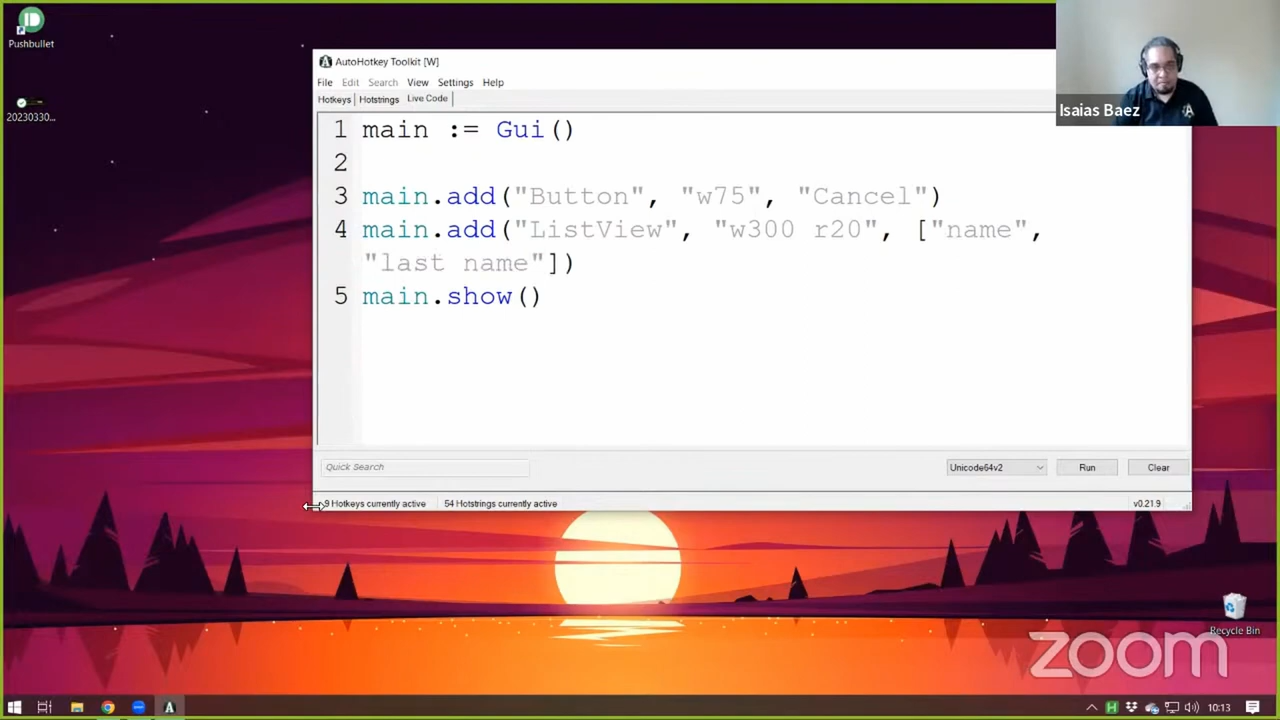 Pushbullet
20230330...
AutoHotkey Toolkit [W]
File Edit Search View Settings Help
Hotkeys Hotstrings Live Code
Isaias Baez
1 main := Gui()
2
3 main.add("Button", "w75", "Cancel")
4 main.add("ListView", "w300 r20", ["name",
"last name"])
5 main.show()
Quick Search
Unicode64v2
Run
Clear
9 Hotkeys currently active
54 Hotstrings currently active
v0.21.9
Recycle Bin
zoom
10:13